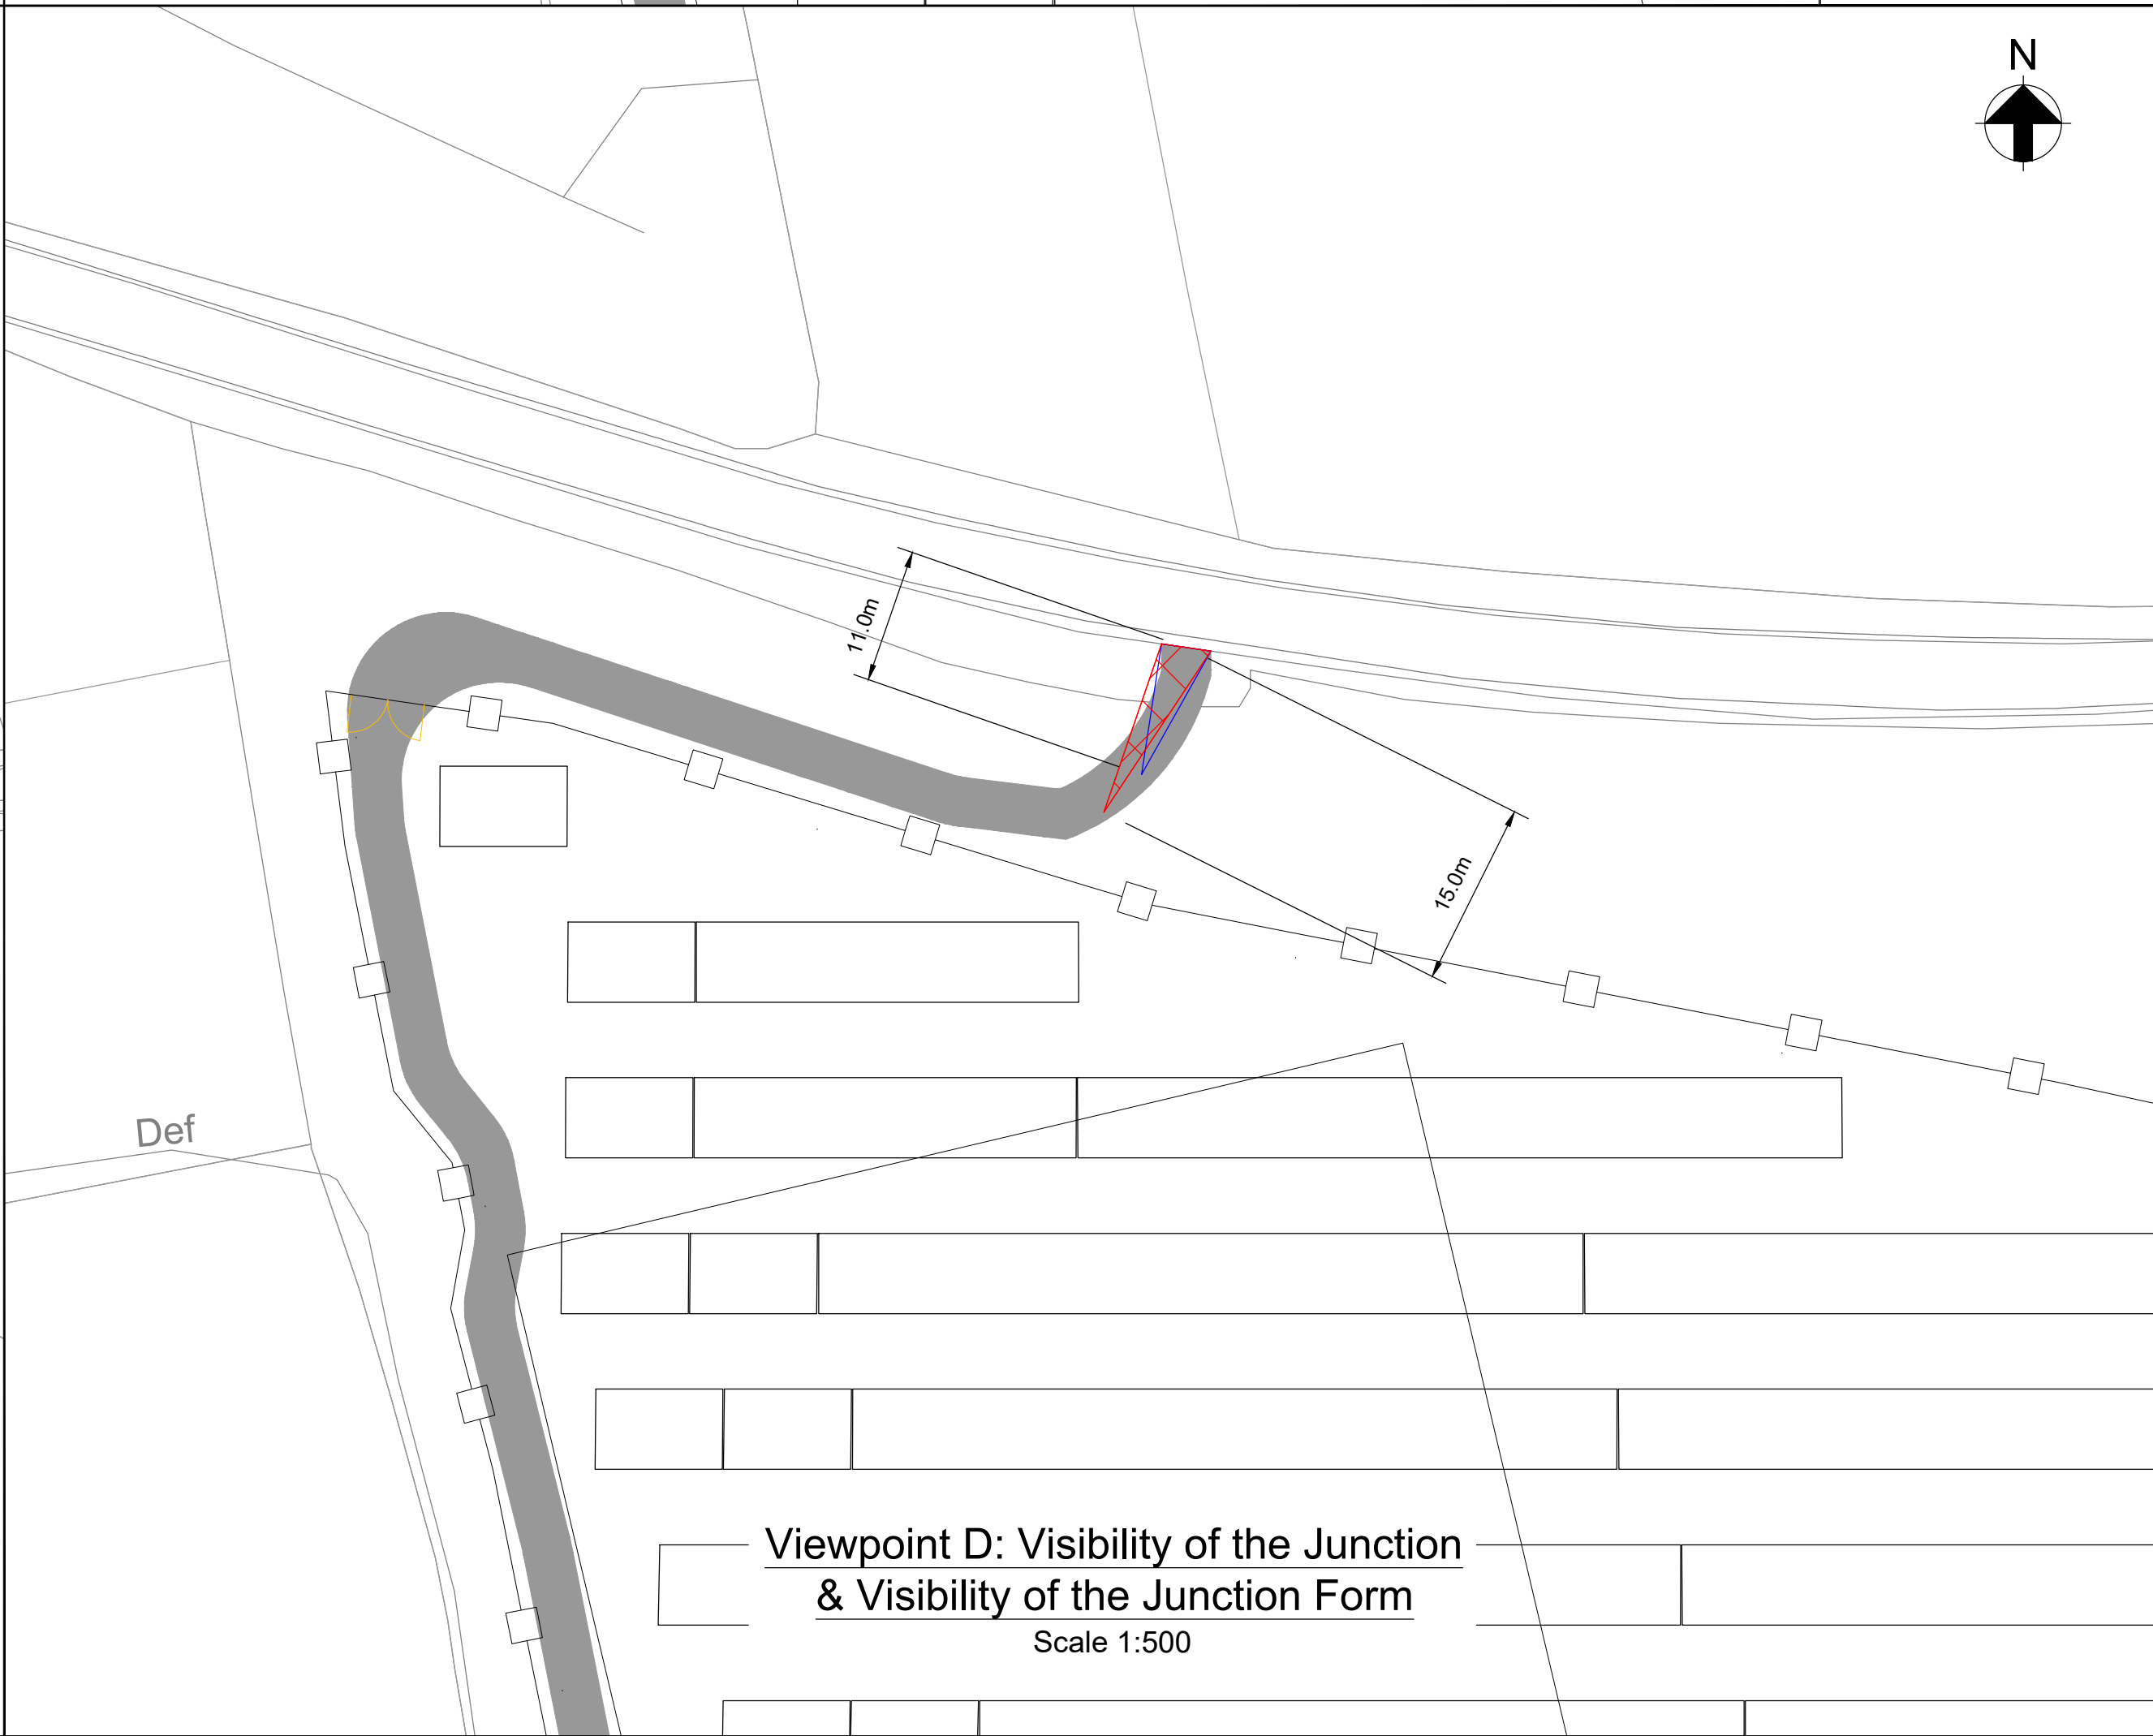 N
11.0m
15.0m
Def
Viewpoint D: Visibility of the Junction
& Visibility of the Junction Form
Scale 1:500